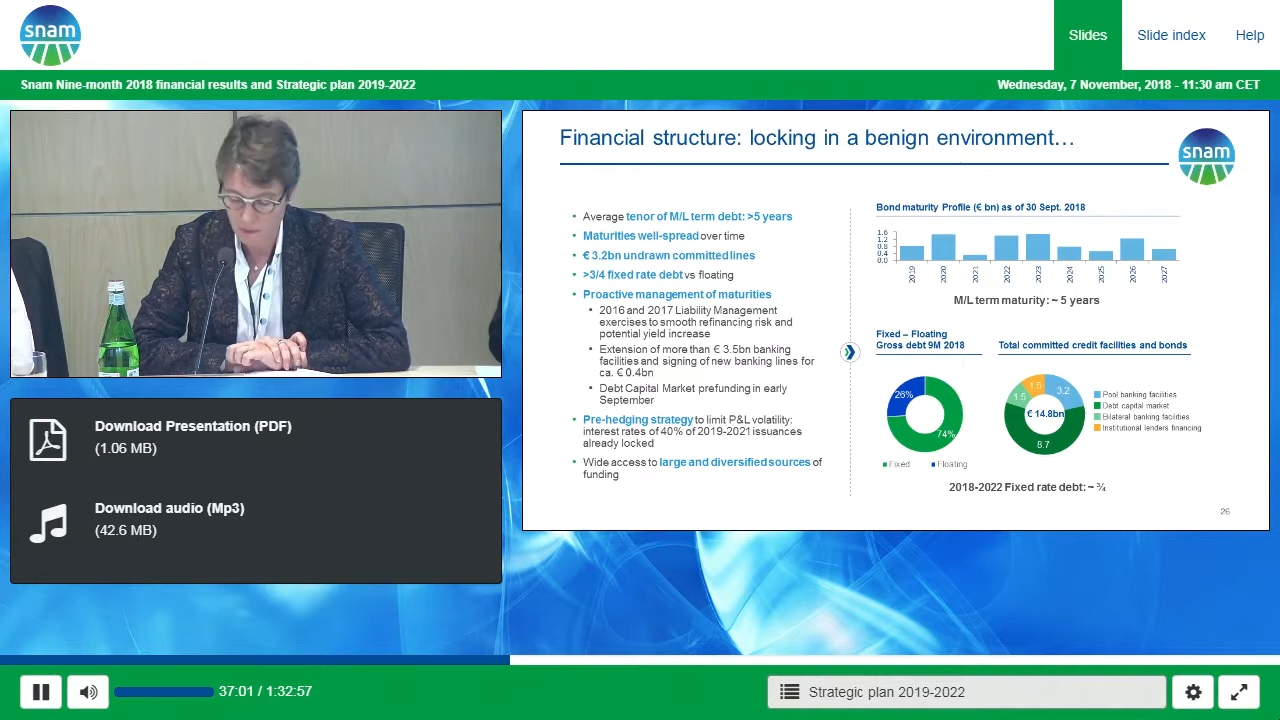 snam
Slides
Slide index
Help
Snam Nine-month 2018 financial results and Strategic plan 2019-2022
Wednesday, 7 November, 2018 - 11:30 am CET
Financial structure: locking in a benign environment…
snam
• Average tenor of M/L term debt: >5 years
• Maturities well-spread over time
• € 3.2bn undrawn committed lines
• >3/4 fixed rate debt vs floating
• Proactive management of maturities
• 2016 and 2017 Liability Management
exercises to smooth refinancing risk and
potential yield increase
• Extension of more than € 3.5bn banking
facilities and signing of new banking lines for
ca. € 0.4bn
• Debt Capital Market prefunding in early
September
• Pre-hedging strategy to limit P&L volatility:
interest rates of 40% of 2019-2021 issuances
already locked
• Wide access to large and diversified sources of
funding
Bond maturity Profile (€ bn) as of 30 Sept. 2018
1.6
1.2
0.8
0.4
0.0
2019
2020
2021
2022
2023
2024
2025
2026
2027
M/L term maturity: ~ 5 years
Fixed – Floating
Gross debt 9M 2018
26%
74%
Fixed
Floating
Total committed credit facilities and bonds
1.5
3.2
1.5
€ 14.8bn
8.7
Pool banking facilities
Debt capital market
Bilateral banking facilities
Institutional lenders financing
2018-2022 Fixed rate debt: ~ ¾
26
Download Presentation (PDF)
(1.06 MB)
Download audio (Mp3)
(42.6 MB)
37:01 / 1:32:57
Strategic plan 2019-2022